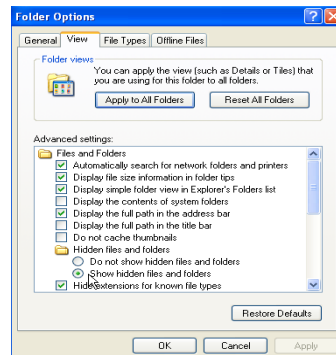 Folder Options
General View File Types Offline Files
Folder views
You can apply the view (such as Details or Tiles) that
you are using for this folder to all folders.
Apply to All Folders Reset All Folders
Advanced settings:
Files and Folders
Automatically search for network folders and printers
Display file size information in folder tips
Display simple folder view in Explorer's Folders list
Display the contents of system folders
Display the full path in the address bar
Display the full path in the title bar
Do not cache thumbnails
Hidden files and folders
Do not show hidden files and folders
Show hidden files and folders
Hide extensions for known file types
Restore Defaults
OK Cancel Apply